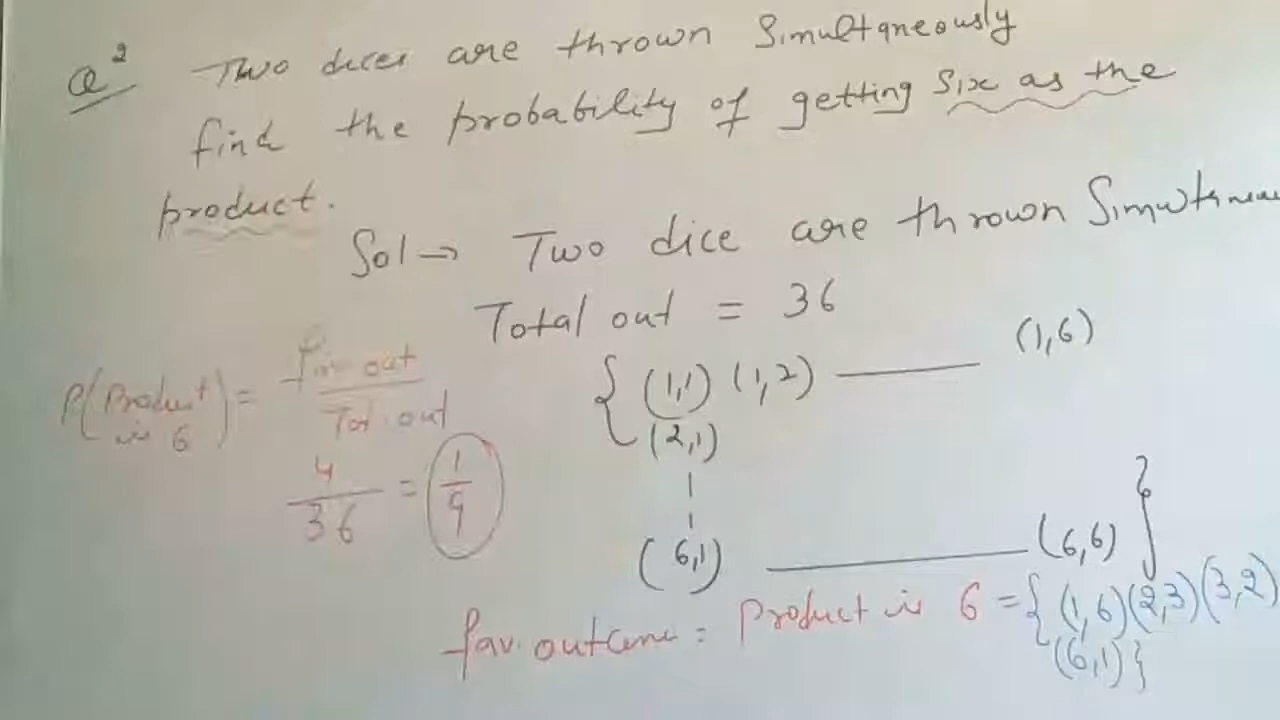 Q 2 Two dices are thrown Simultaneously
find the probability of getting Six as the
product.
Sol → Two dice are thrown
Total out = 36
{ (1,1) (1,2) — (1,6)
(2,1)
(6,1) — (6,6) }
fav. outcome = Product is 6 = { (1,6) (2,3) (3,2)
(6,1) }
P(Product is 6) = fav out / Tot. out
4/36 = 1/9